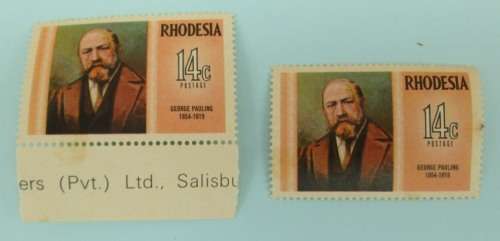 RHODESIA
14c
POSTAGE
GEORGE PAULING
1854-1919
ers (Pvt.) Ltd., Salisbu
RHODESIA
14c
POSTAGE
GEORGE PAULING
1854-1919